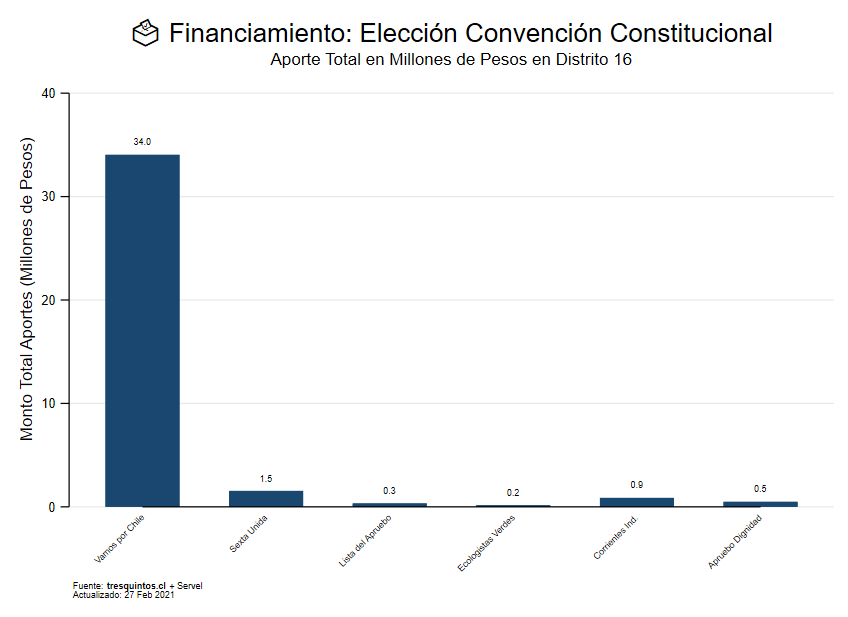 Financiamiento: Elección Convención Constitucional
Aporte Total en Millones de Pesos en Distrito 16
Monto Total Aportes (Millones de Pesos)
40
30
20
10
0
34.0
1.5
0.3
0.2
0.9
0.5
Vamos por Chile
Sexta Unida
Lista del Apruebo
Ecologistas Verdes
Corrientes Ind.
Apruebo Dignidad
Fuente: tresquintos.cl + Servel
Actualizado: 27 Feb 2021